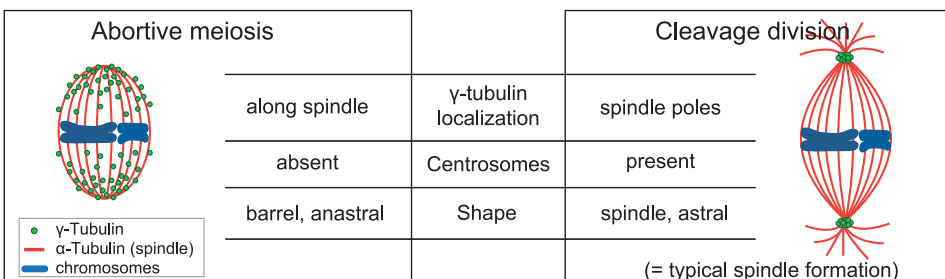 Abortive meiosis
Cleavage division
along spindle
γ-tubulin
localization
spindle poles
absent
Centrosomes
present
barrel, anastral
Shape
spindle, astral
γ-Tubulin
α-Tubulin (spindle)
chromosomes
(= typical spindle formation)